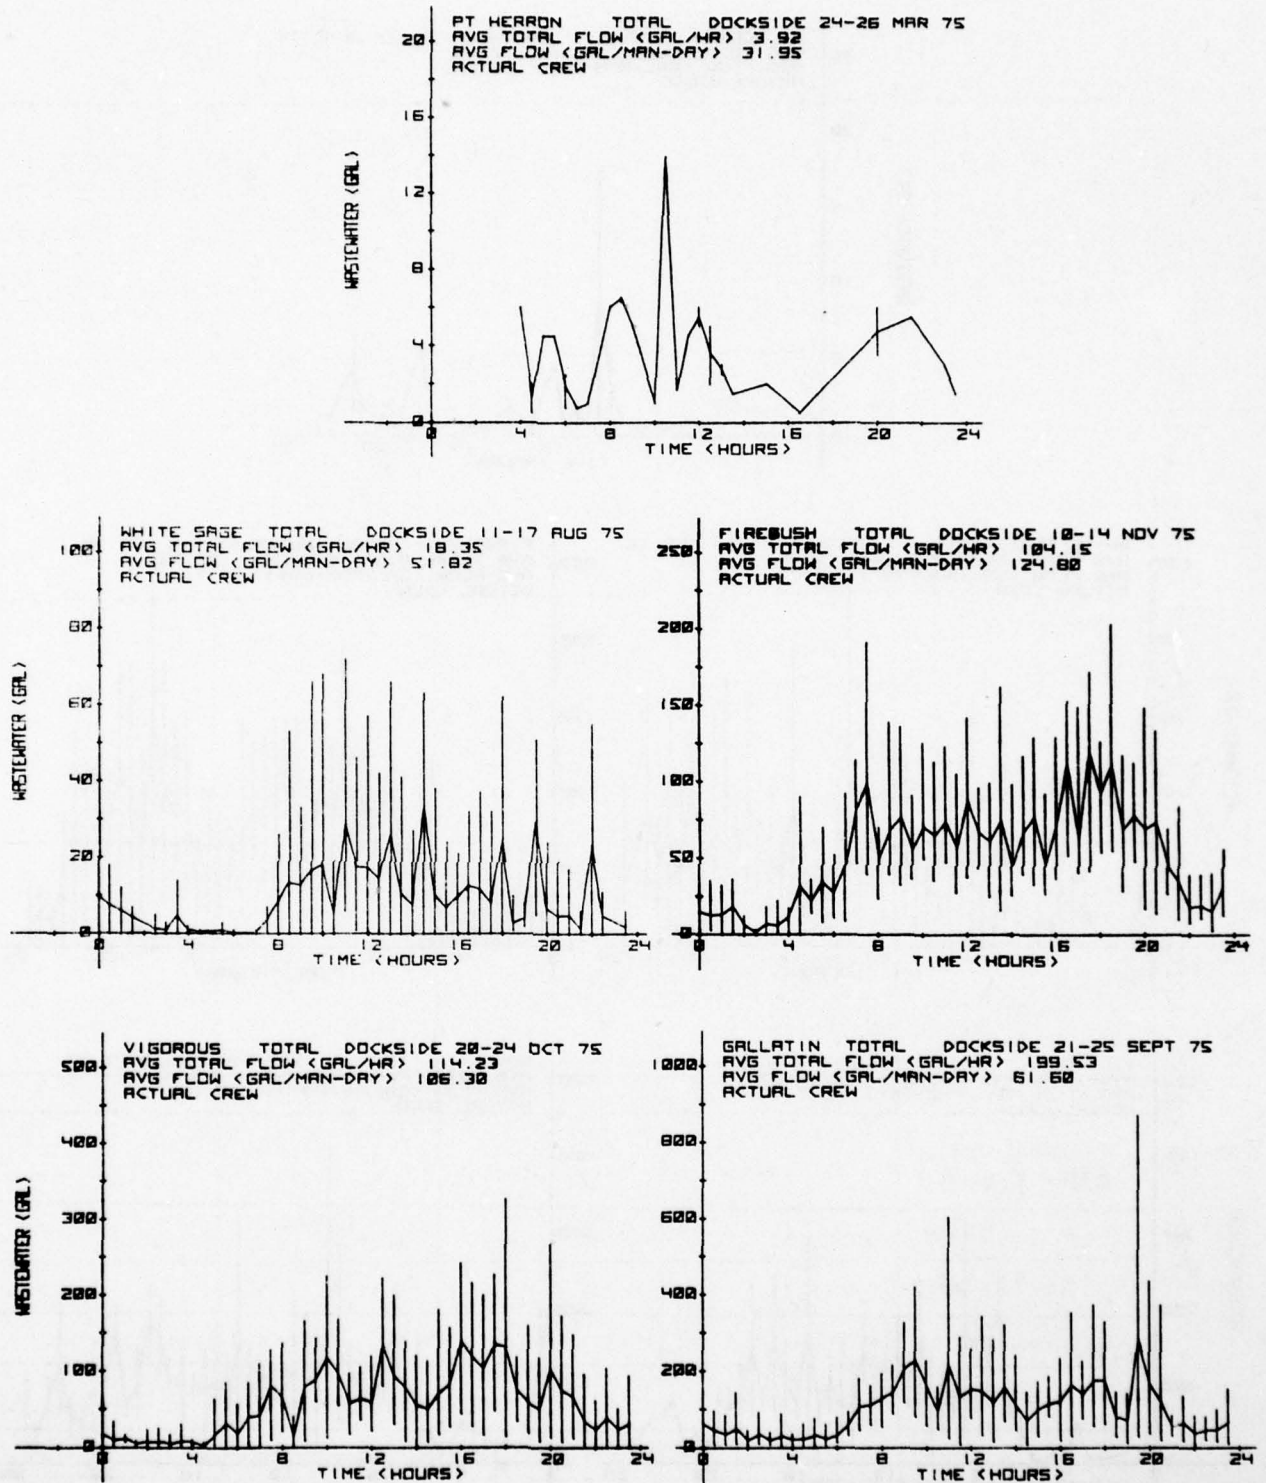 PT HERRON TOTAL DOCKSIDE 24-26 MAR 75
AVG TOTAL FLOW <GAL/HR> 3.92
AVG FLOW <GAL/MAN-DAY> 31.95
ACTUAL CREW
20
16
12
8
4
0
WASTEWATER <GAL>
0 4 8 12 16 20 24
TIME <HOURS>
WHITE SAGE TOTAL DOCKSIDE 11-17 AUG 75
AVG TOTAL FLOW <GAL/HR> 18.35
AVG FLOW <GAL/MAN-DAY> 51.82
ACTUAL CREW
100
80
60
40
20
0
WASTEWATER <GAL>
0 4 8 12 16 20 24
TIME <HOURS>
FIREBUSH TOTAL DOCKSIDE 10-14 NOV 75
AVG TOTAL FLOW <GAL/HR> 104.15
AVG FLOW <GAL/MAN-DAY> 124.80
ACTUAL CREW
250
200
150
100
50
0
0 4 8 12 16 20 24
TIME <HOURS>
VIGOROUS TOTAL DOCKSIDE 20-24 OCT 75
AVG TOTAL FLOW <GAL/HR> 114.23
AVG FLOW <GAL/MAN-DAY> 106.30
ACTUAL CREW
500
400
300
200
100
0
WASTEWATER <GAL>
0 4 8 12 16 20 24
TIME <HOURS>
GALLATIN TOTAL DOCKSIDE 21-25 SEPT 75
AVG TOTAL FLOW <GAL/HR> 199.53
AVG FLOW <GAL/MAN-DAY> 61.60
ACTUAL CREW
1000
800
600
400
200
0
0 4 8 12 16 20 24
TIME <HOURS>